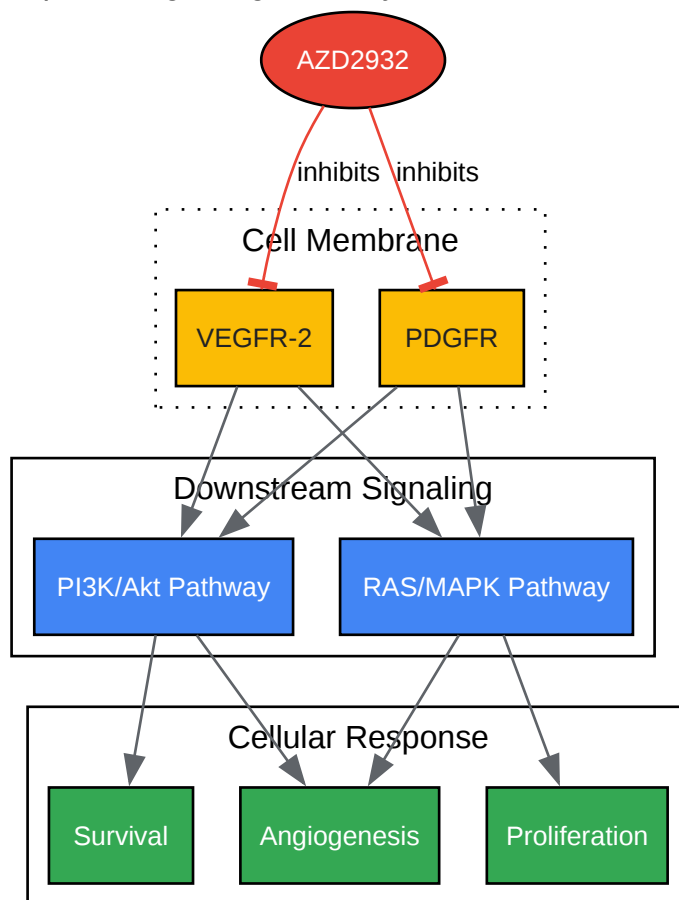 AZD2932
inhibits inhibits
Cell Membrane
VEGFR-2 PDGFR
Downstream Signaling
PI3K/Akt Pathway RAS/MAPK Pathway
Cellular Response
Survival Angiogenesis Proliferation